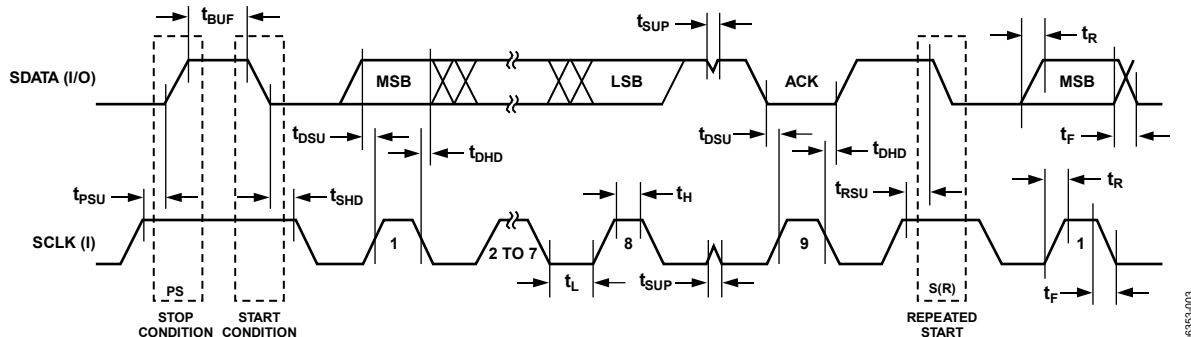 tBUF
tSUP
tR
SDATA (I/O)
MSB
LSB
ACK
MSB
tDSU
tDHD
tDSU
tDHD
tF
tPSU
tSHD
tH
tRSU
tR
SCLK (I)
1
2 TO 7
8
9
1
tL
tSUP
tF
PS
S(R)
STOP CONDITION
START CONDITION
REPEATED START
6353-003